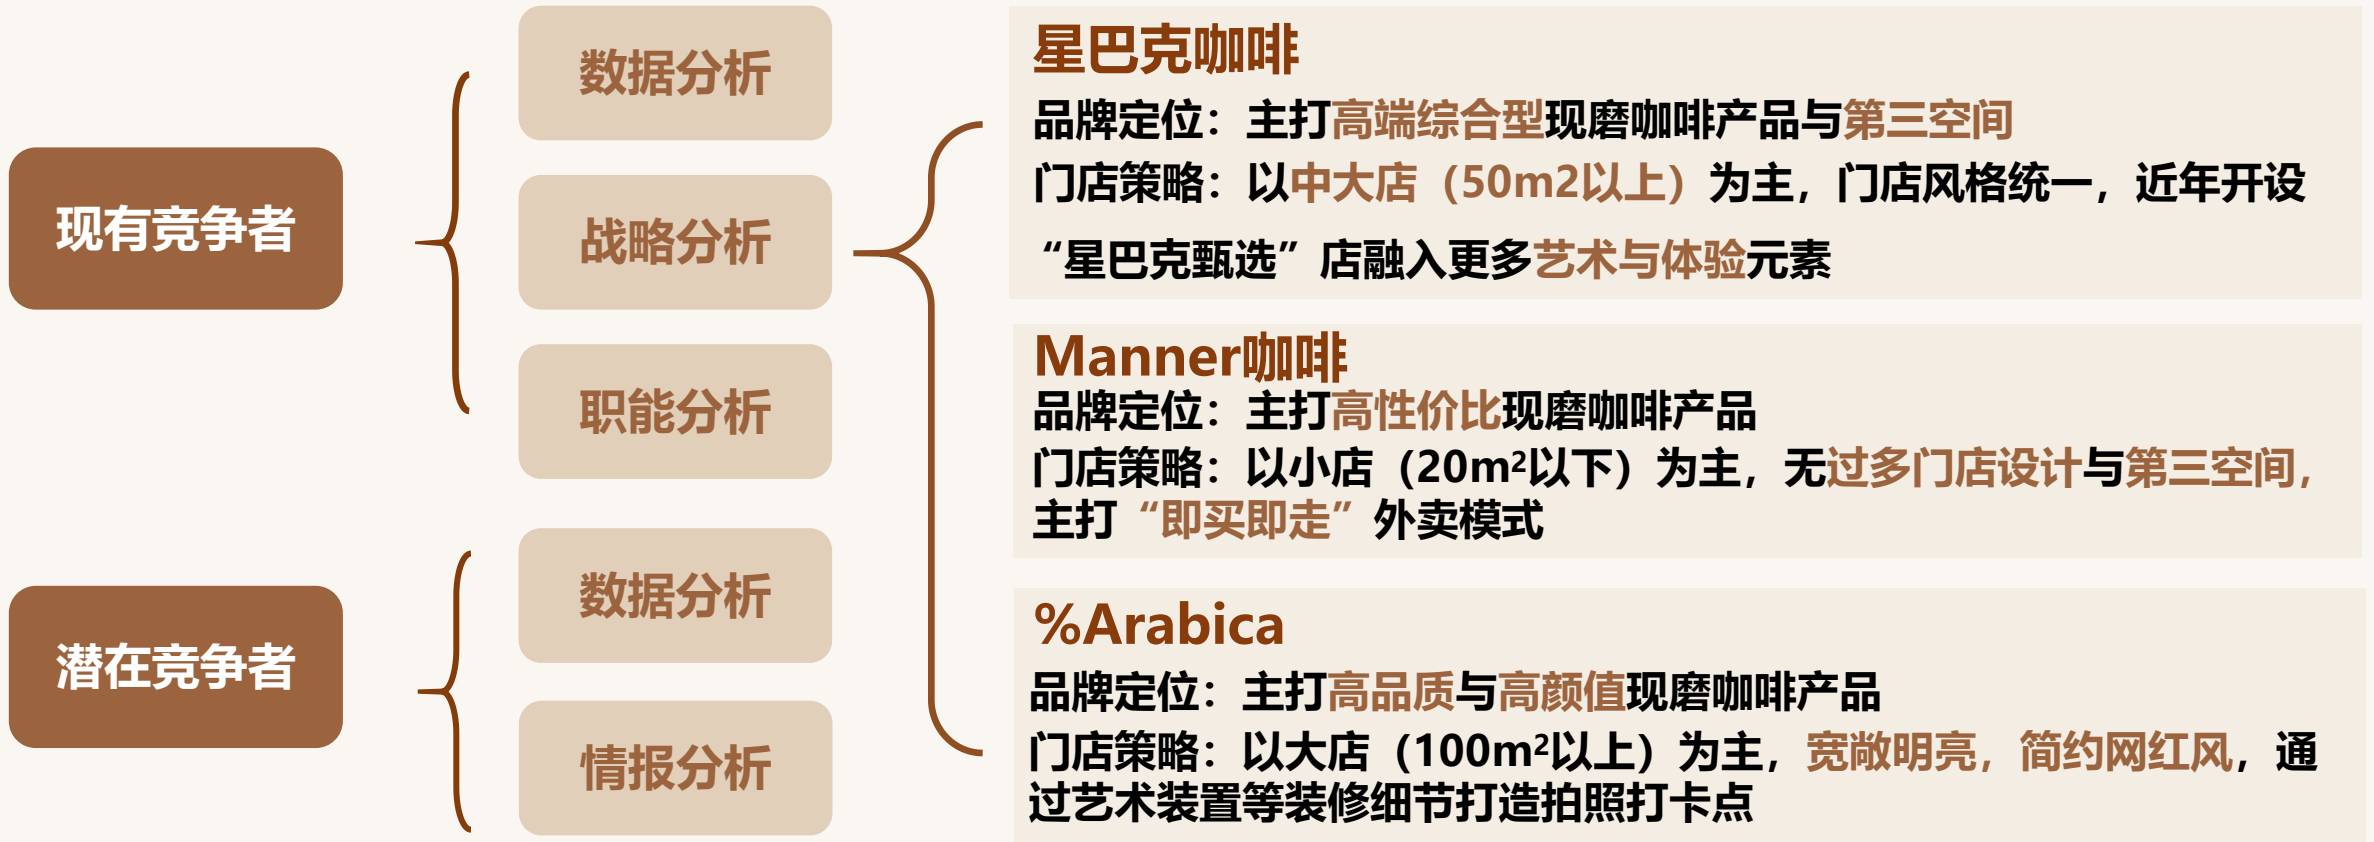 现有竞争者
数据分析
战略分析
职能分析
潜在竞争者
数据分析
情报分析
星巴克咖啡
品牌定位：主打高端综合型现磨咖啡产品与第三空间
门店策略：以中大店（50m2以上）为主，门店风格统一，近年开设
“星巴克甄选”店融入更多艺术与体验元素
Manner咖啡
品牌定位：主打高性价比现磨咖啡产品
门店策略：以小店（20m²以下）为主，无过多门店设计与第三空间，
主打“即买即走”外卖模式
%Arabica
品牌定位：主打高品质与高颜值现磨咖啡产品
门店策略：以大店（100m²以上）为主，宽敞明亮，简约网红风，通
过艺术装置等装修细节打造拍照打卡点